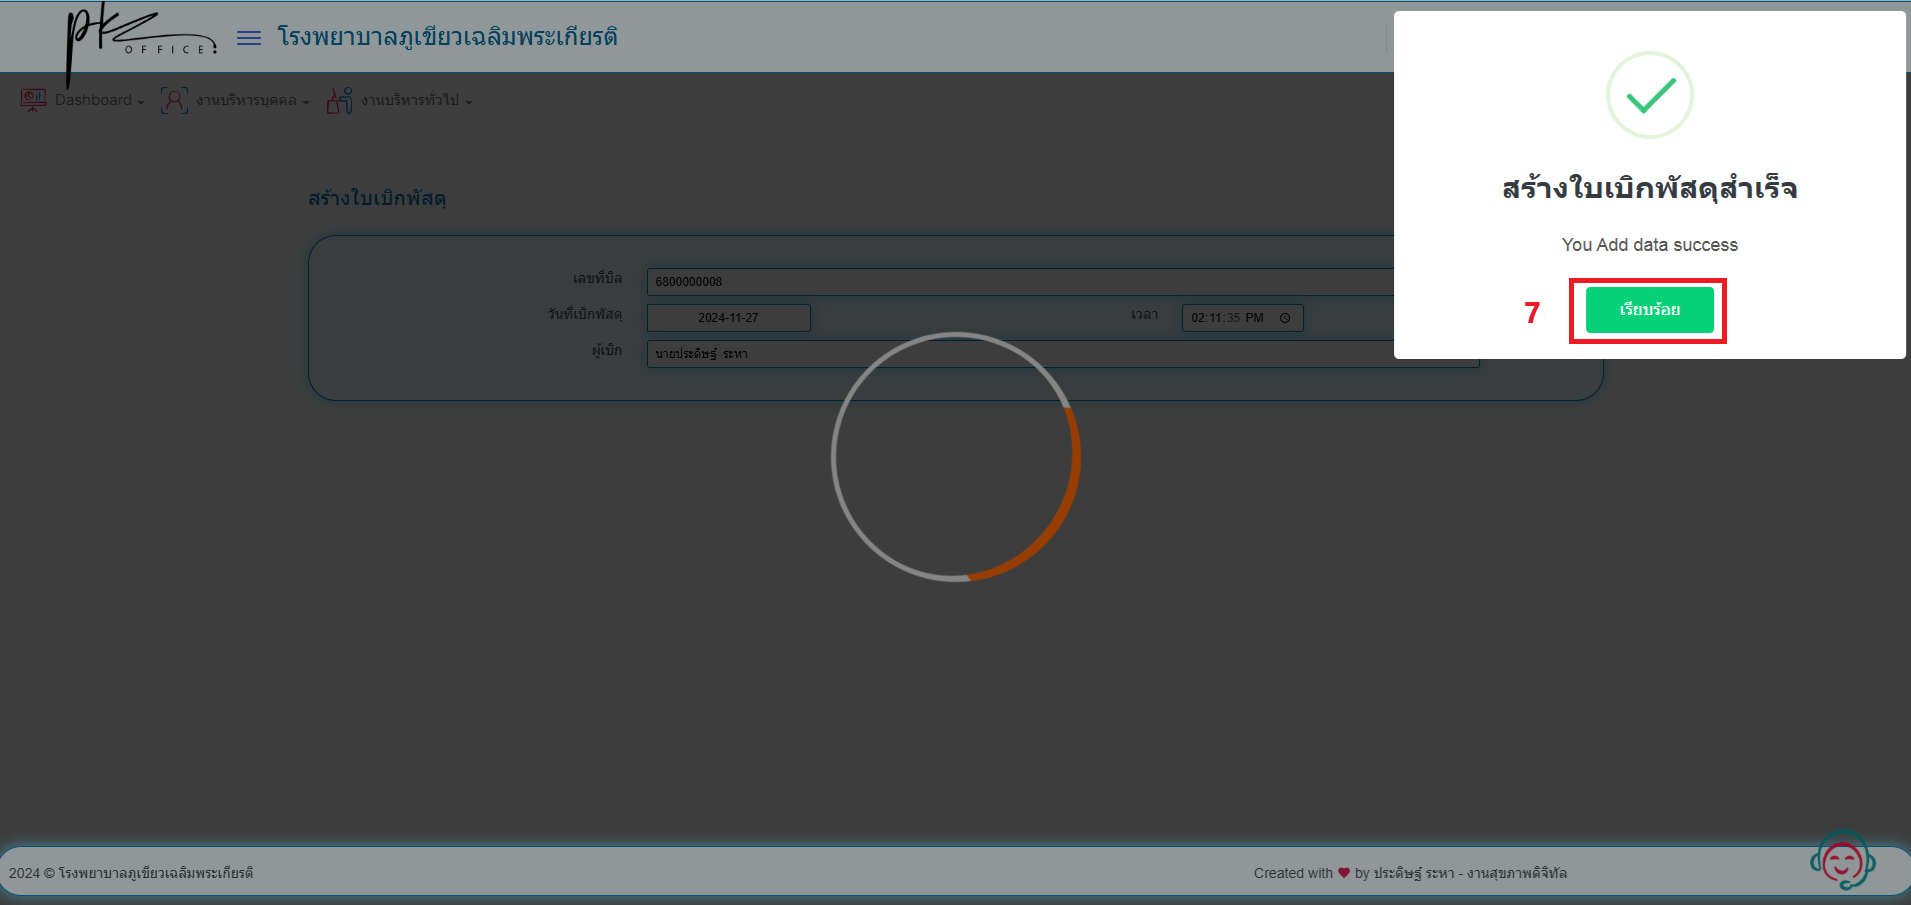 pk
OFFICE
โรงพยาบาลภูเขียวเฉลิมพระเกียรติ
Dashboard
งานบริหารบุคคล
งานบริหารทั่วไป
สร้างใบเบิกพัสดุ
เลขที่บิล
6800000008
วันที่เบิกพัสดุ
2024-11-27
เวลา
02:11:35 PM
ผู้เบิก
นายประดิษฐ์ ระหา
สร้างใบเบิกพัสดุสำเร็จ
You Add data success
7
เรียบร้อย
2024 © โรงพยาบาลภูเขียวเฉลิมพระเกียรติ
Created with ♥ by ประดิษฐ์ ระหา - งานสุขภาพดิจิทัล